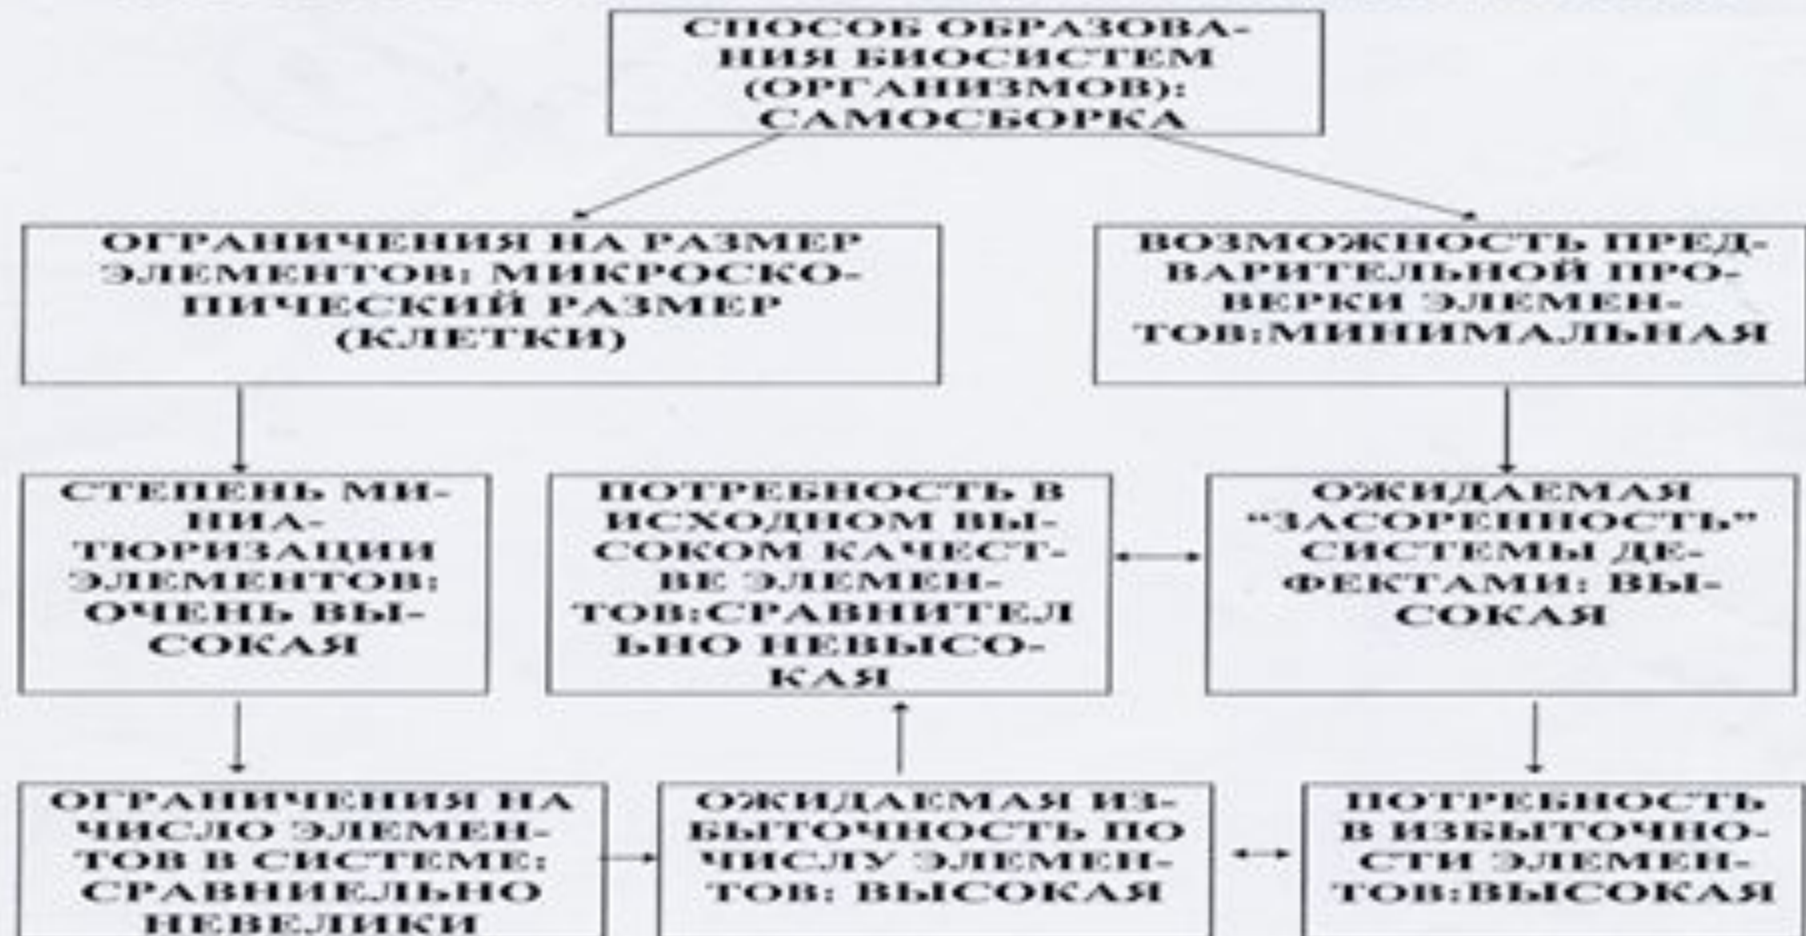 СПОСОБ ОБРАЗОВА-
НИЯ БИОСИСТЕМ
(ОРГАНИЗМОВ):
САМОСБОРКА
ОГРАНИЧЕНИЯ НА РАЗМЕР
ЭЛЕМЕНТОВ: МИКРОСКО-
ПИЧЕСКИЙ РАЗМЕР
(КЛЕТКИ)
ВОЗМОЖНОСТЬ ПРЕД-
ВАРИТЕЛЬНОЙ ПРО-
ВЕРКИ ЭЛЕМЕН-
ТОВ:МИНИМАЛЬНАЯ
СТЕПЕНЬ МИ-
НИА-
ТЮРИЗАЦИИ
ЭЛЕМЕНТОВ:
ОЧЕНЬ ВЫ-
СОКАЯ
ПОТРЕБНОСТЬ В
ИСХОДНОМ ВЫ-
СОКОМ КАЧЕСТ-
ВЕ ЭЛЕМЕН-
ТОВ:СРАВНИТЕЛ
ЬНО НЕВЫСО-
КАЯ
ОЖИДАЕМАЯ
“ЗАСОРЕННОСТЬ”
СИСТЕМЫ ДЕ-
ФЕКТАМИ: ВЫ-
СОКАЯ
ОГРАНИЧЕНИЯ НА
ЧИСЛО ЭЛЕМЕН-
ТОВ В СИСТЕМЕ:
СРАВНИЕЛЬНО
НЕВЕЛИКИ
ОЖИДАЕМАЯ ИЗ-
БЫТОЧНОСТЬ ПО
ЧИСЛУ ЭЛЕМЕН-
ТОВ: ВЫСОКАЯ
ПОТРЕБНОСТЬ
В ИЗБЫТОЧНО-
СТИ ЭЛЕМЕН-
ТОВ:ВЫСОКАЯ